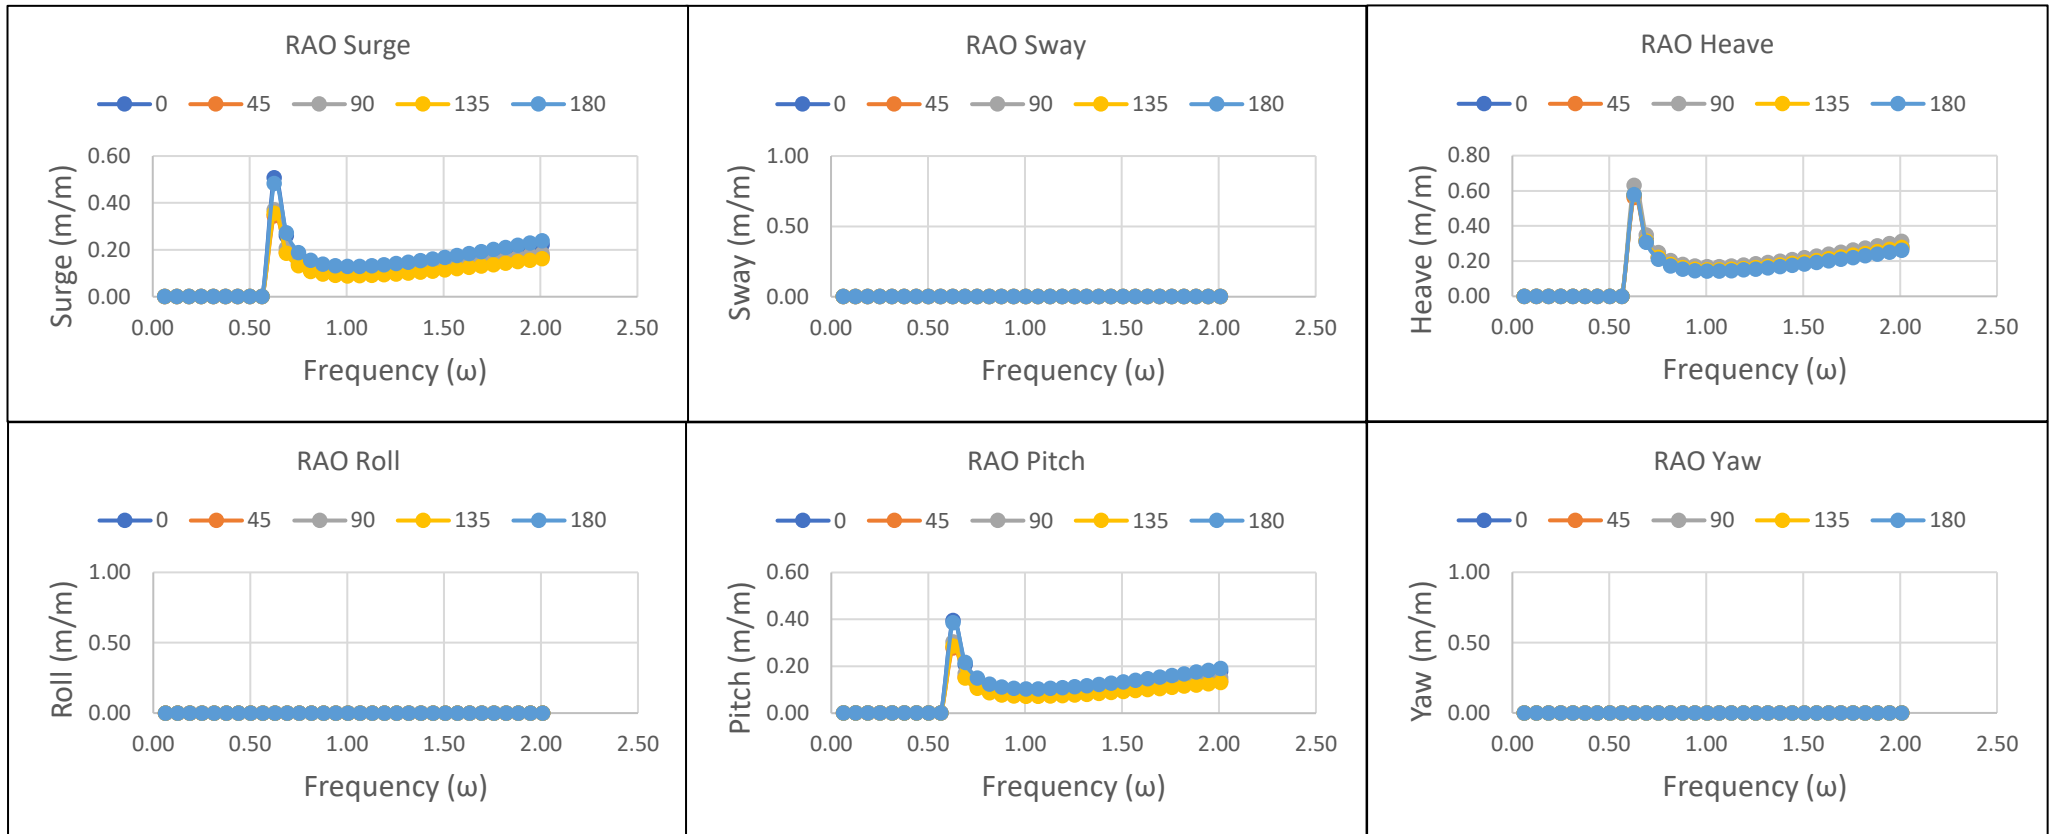 RAO Surge
0 45 90 135 180
Surge (m/m)
0.60
0.40
0.20
0.00
0.00 0.50 1.00 1.50 2.00 2.50
Frequency (ω)
RAO Sway
0 45 90 135 180
Sway (m/m)
1.00
0.50
0.00
0.00 0.50 1.00 1.50 2.00 2.50
Frequency (ω)
RAO Heave
0 45 90 135 180
Heave (m/m)
0.80
0.60
0.40
0.20
0.00
0.00 0.50 1.00 1.50 2.00 2.50
Frequency (ω)
RAO Roll
0 45 90 135 180
Roll (m/m)
1.00
0.50
0.00
0.00 0.50 1.00 1.50 2.00 2.50
Frequency (ω)
RAO Pitch
0 45 90 135 180
Pitch (m/m)
0.60
0.40
0.20
0.00
0.00 0.50 1.00 1.50 2.00 2.50
Frequency (ω)
RAO Yaw
0 45 90 135 180
Yaw (m/m)
1.00
0.50
0.00
0.00 0.50 1.00 1.50 2.00 2.50
Frequency (ω)